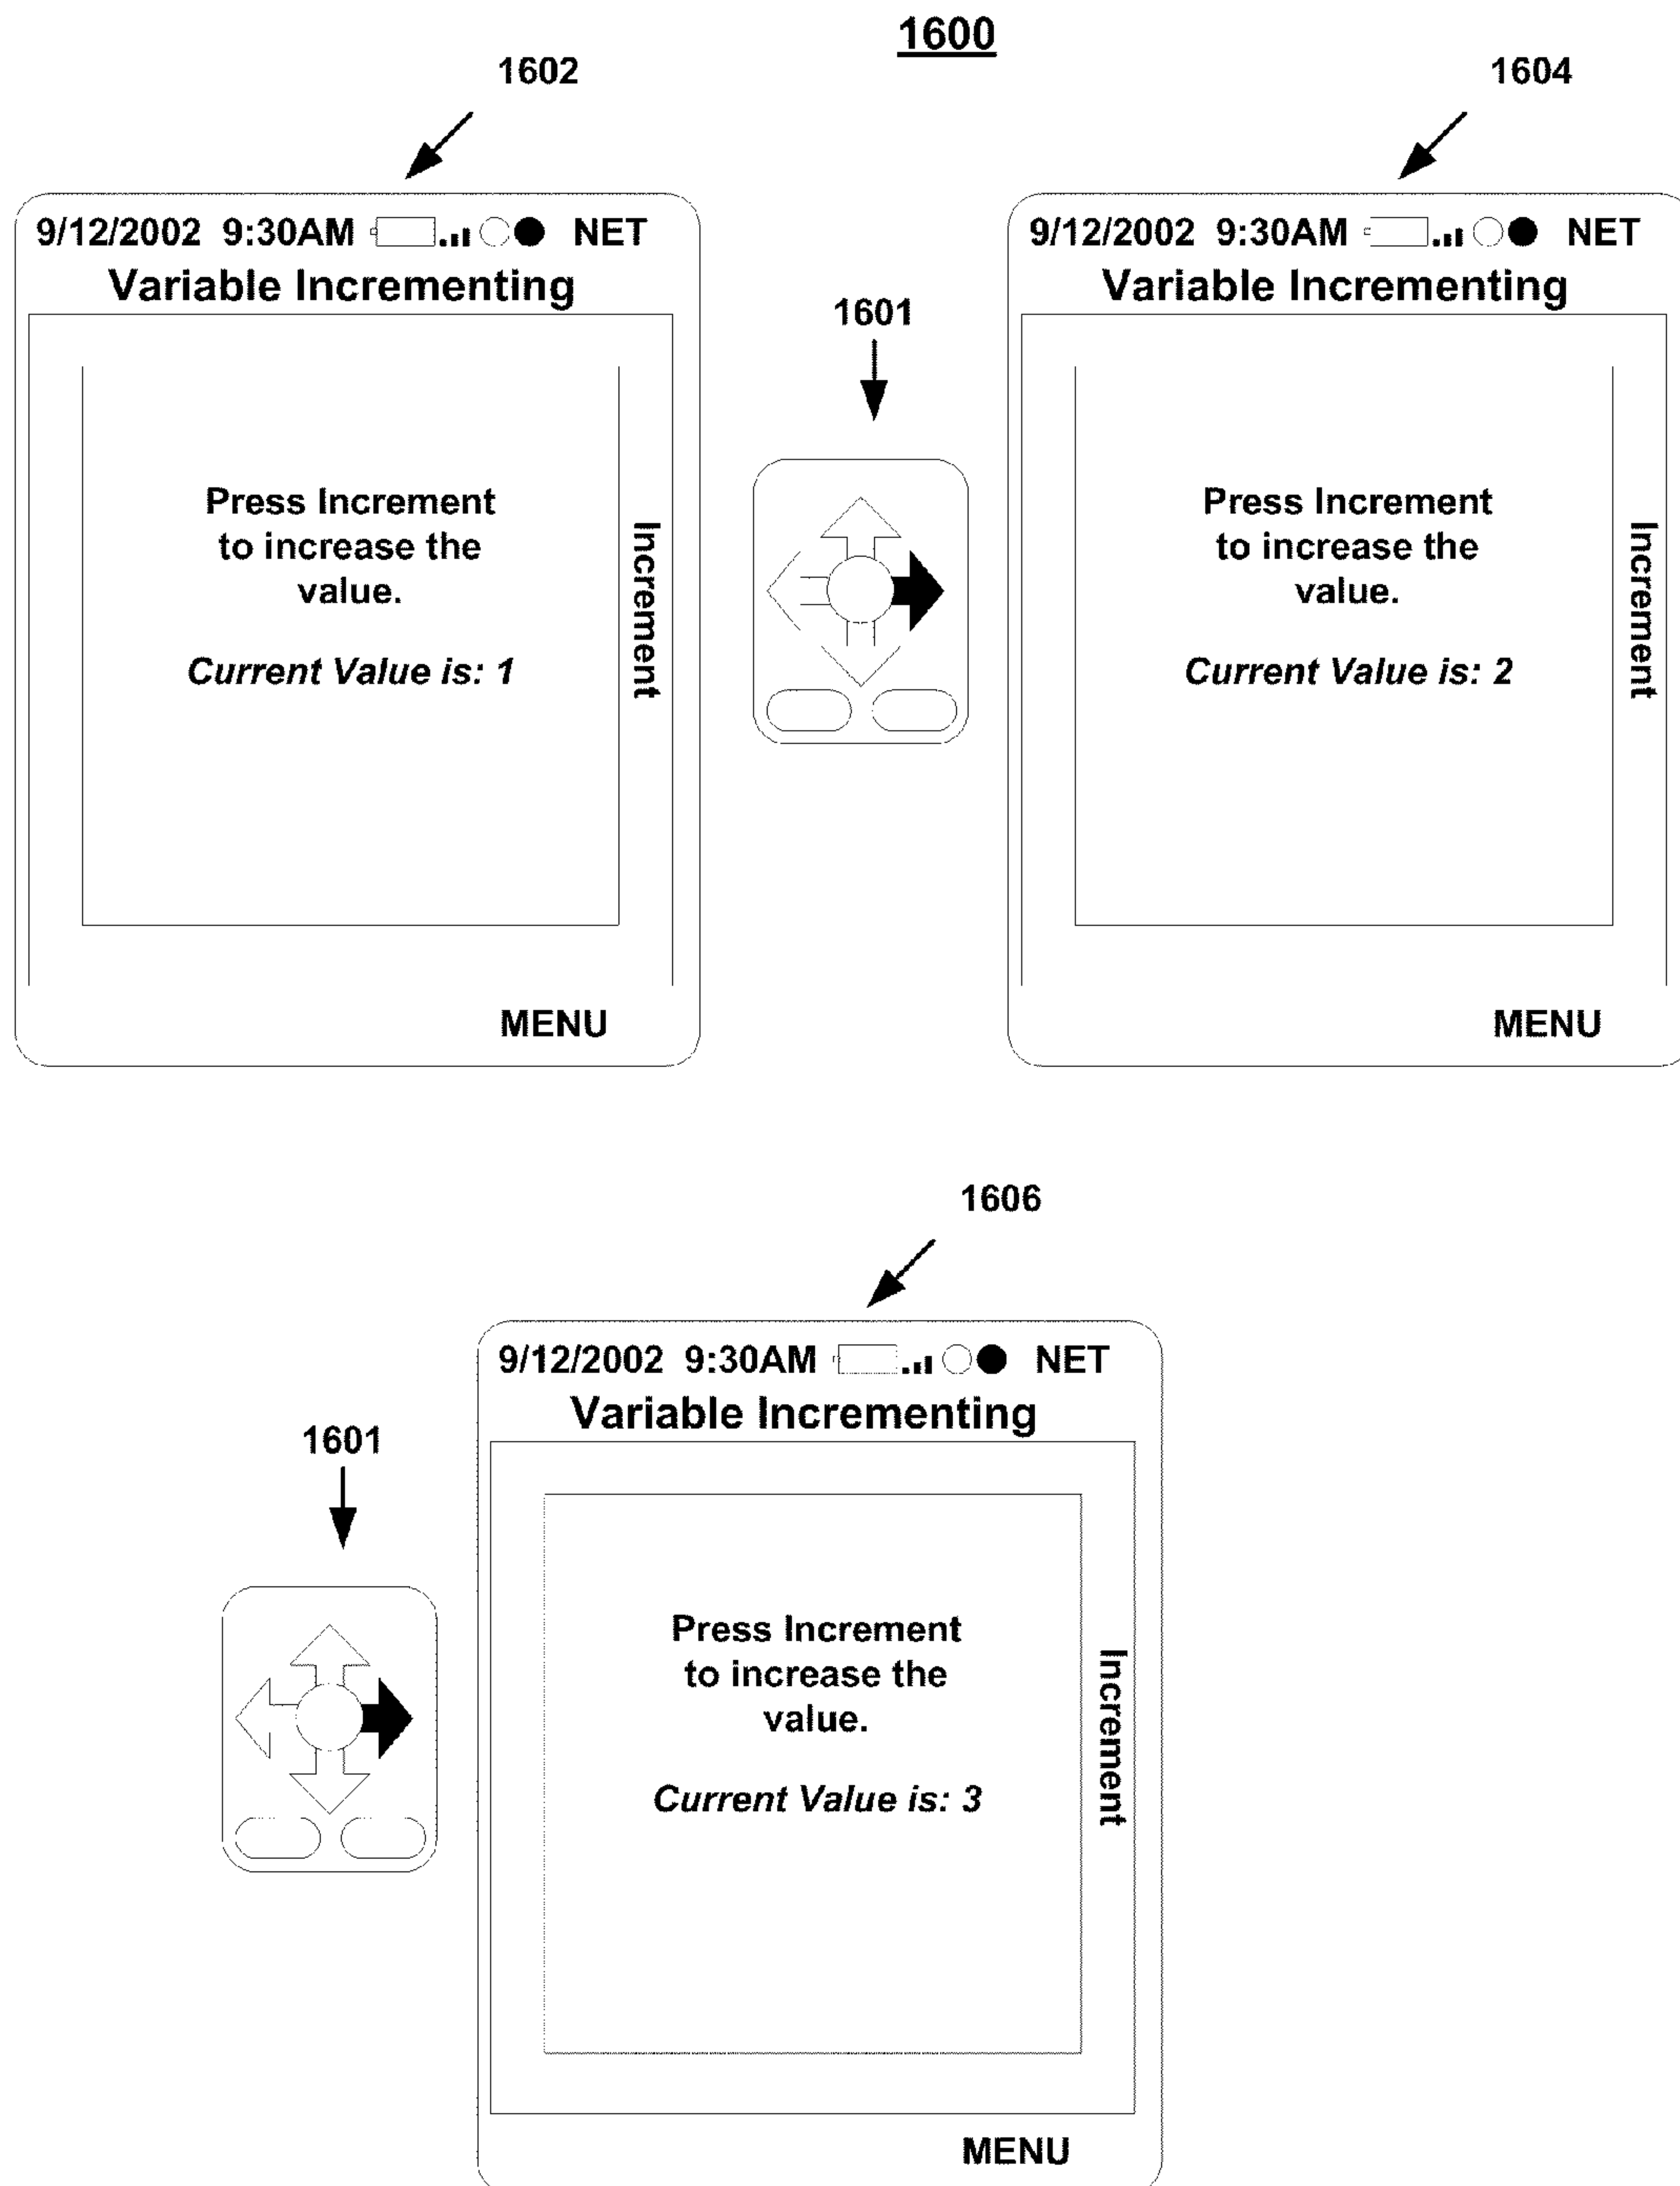 1600
1602
9/12/2002 9:30AM NET
Variable Incrementing
Press Increment
to increase the
value.
Current Value is: 1
Increment
MENU
1601
1604
9/12/2002 9:30AM NET
Variable Incrementing
Press Increment
to increase the
value.
Current Value is: 2
Increment
MENU
1601
1606
9/12/2002 9:30AM NET
Variable Incrementing
Press Increment
to increase the
value.
Current Value is: 3
Increment
MENU